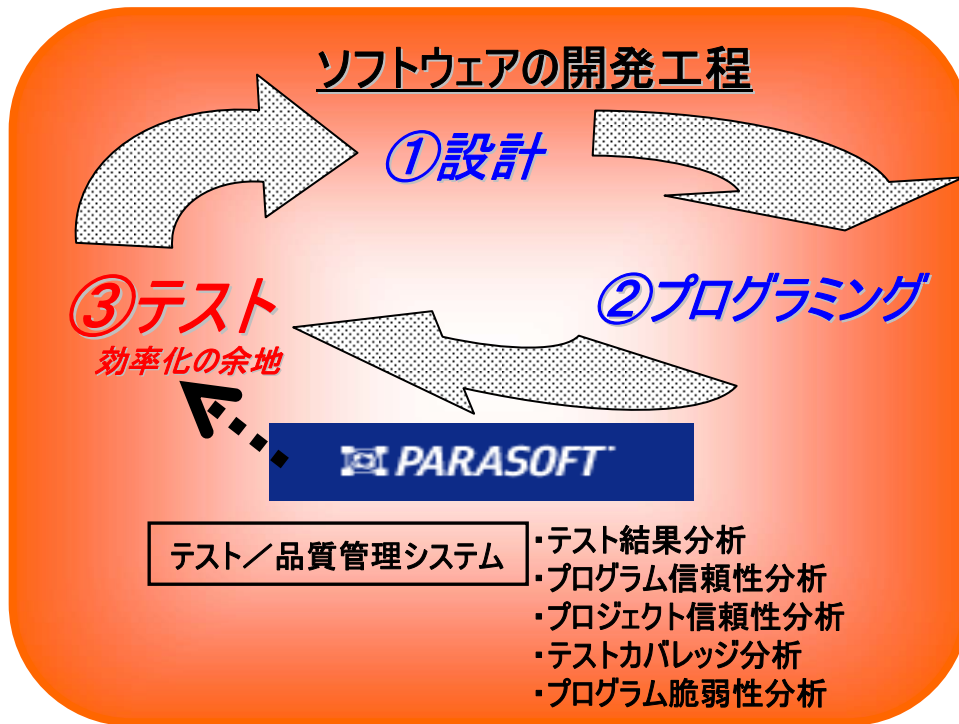 ソフトウェアの開発工程
①設計
②プログラミング
③テスト
効率化の余地
PARASOFT
テスト／品質管理システム
・テスト結果分析
・プログラム信頼性分析
・プロジェクト信頼性分析
・テストカバレッジ分析
・プログラム脆弱性分析